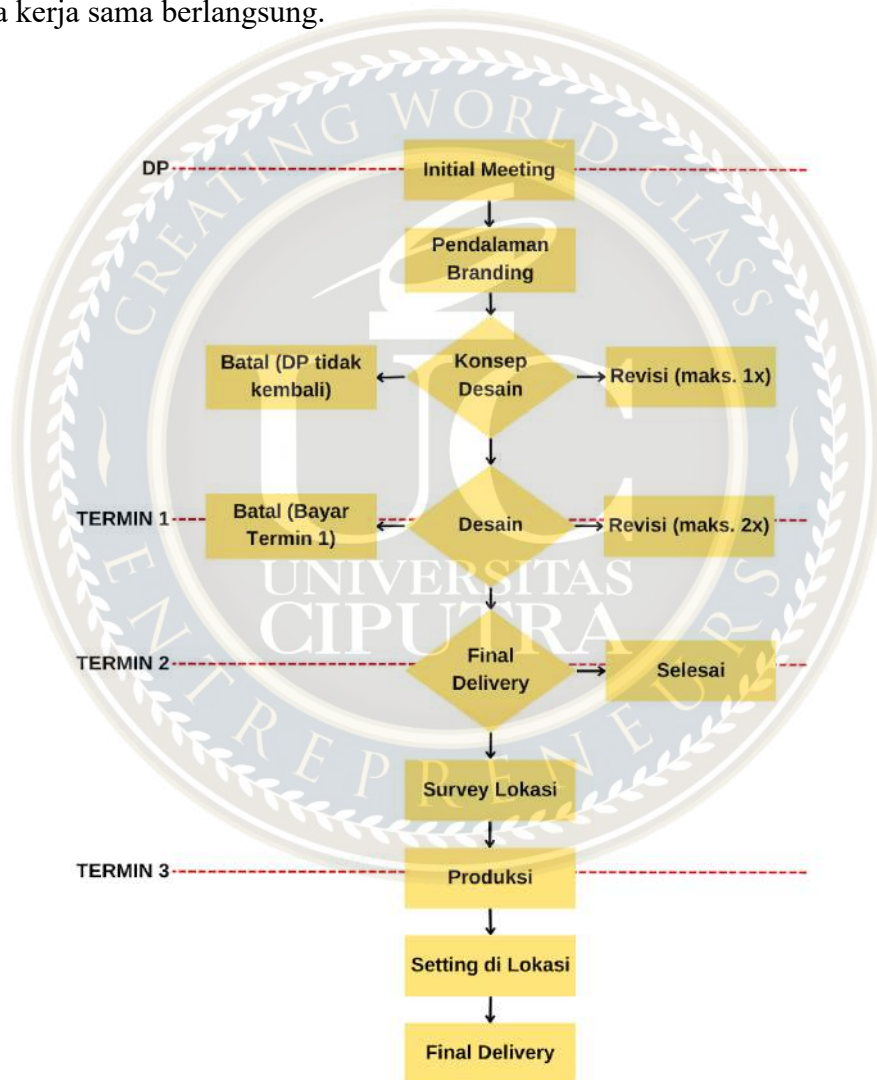 a kerja sama berlangsung.
CREATING WORLD CLASS
DP
Initial Meeting
Pendalaman
Branding
Batal (DP tidak
kembali)
Konsep
Desain
Revisi (maks. 1x)
TERMIN 1
Batal (Bayar
Termin 1)
Desain
Revisi (maks. 2x)
UC
UNIVERSITAS
CIPUTRA
TERMIN 2
Final
Delivery
Selesai
ENTREPRENEURS
Survey Lokasi
TERMIN 3
Produksi
Setting di Lokasi
Final Delivery